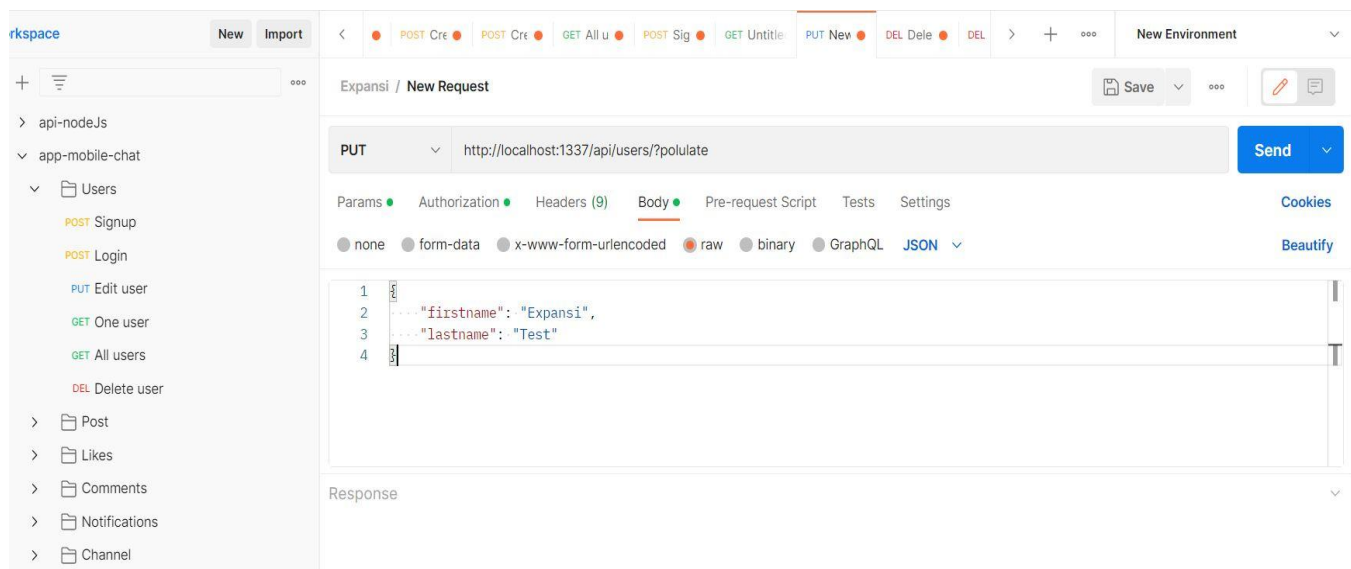 rkspace New Import POST Cre POST Cre GET All u POST Sig GET Untitle PUT New DEL Dele DEL New Environment
Expansi / New Request Save
api-nodeJs
app-mobile-chat
PUT http://localhost:1337/api/users/?polulate Send
Users
Params Authorization Headers (9) Body Pre-request Script Tests Settings Cookies
POST Signup
none form-data x-www-form-urlencoded raw binary GraphQL JSON Beautify
POST Login
PUT Edit user
1 {
2 "firstname": "Expansi",
GET One user
3 "lastname": "Test"
GET All users
4 }
DEL Delete user
Post
Likes
Comments
Response
Notifications
Channel